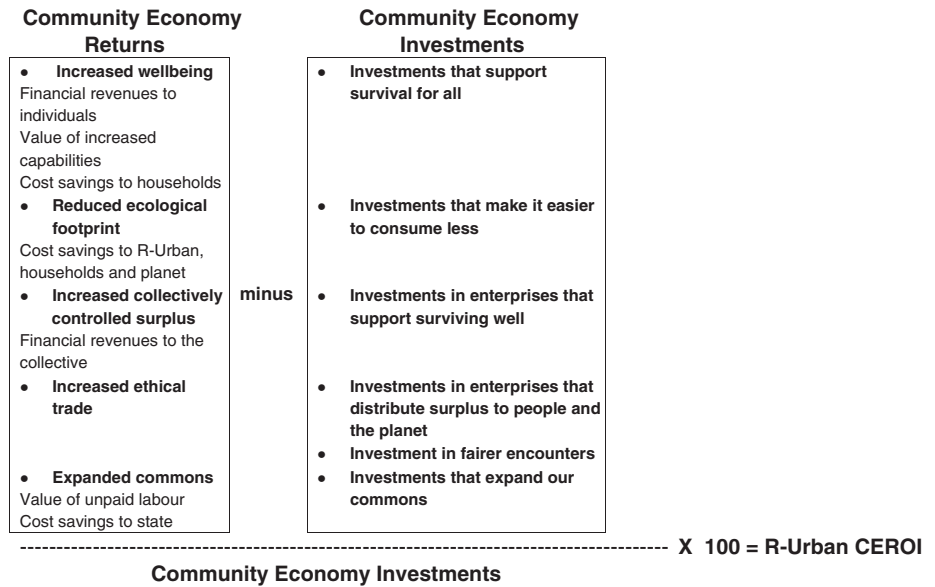 Community Economy
Returns
Community Economy
Investments
● Increased wellbeing
Financial revenues to
individuals
Value of increased
capabilities
Cost savings to households
● Reduced ecological
footprint
Cost savings to R-Urban,
households and planet
● Increased collectively
controlled surplus
Financial revenues to the
collective
● Increased ethical
trade
● Expanded commons
Value of unpaid labour
Cost savings to state
minus
● Investments that support
survival for all
● Investments that make it easier
to consume less
● Investments in enterprises that
support surviving well
● Investments in enterprises that
distribute surplus to people and
the planet
● Investment in fairer encounters
● Investments that expand our
commons
X 100 = R-Urban CEROI
Community Economy Investments